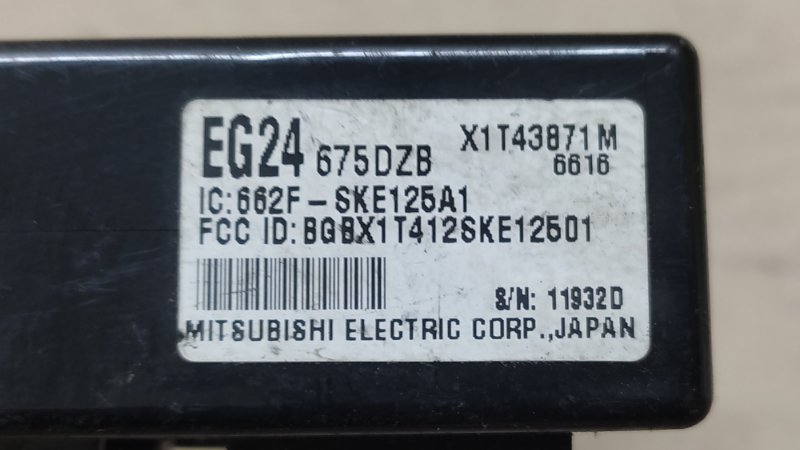 EG24 675DZB X1T43871M
6616
IC:662F-SKE125A1
FCC ID:BGBX1T412SKE12501
S/N: 11932D
MITSUBISHI ELECTRIC CORP.,JAPAN